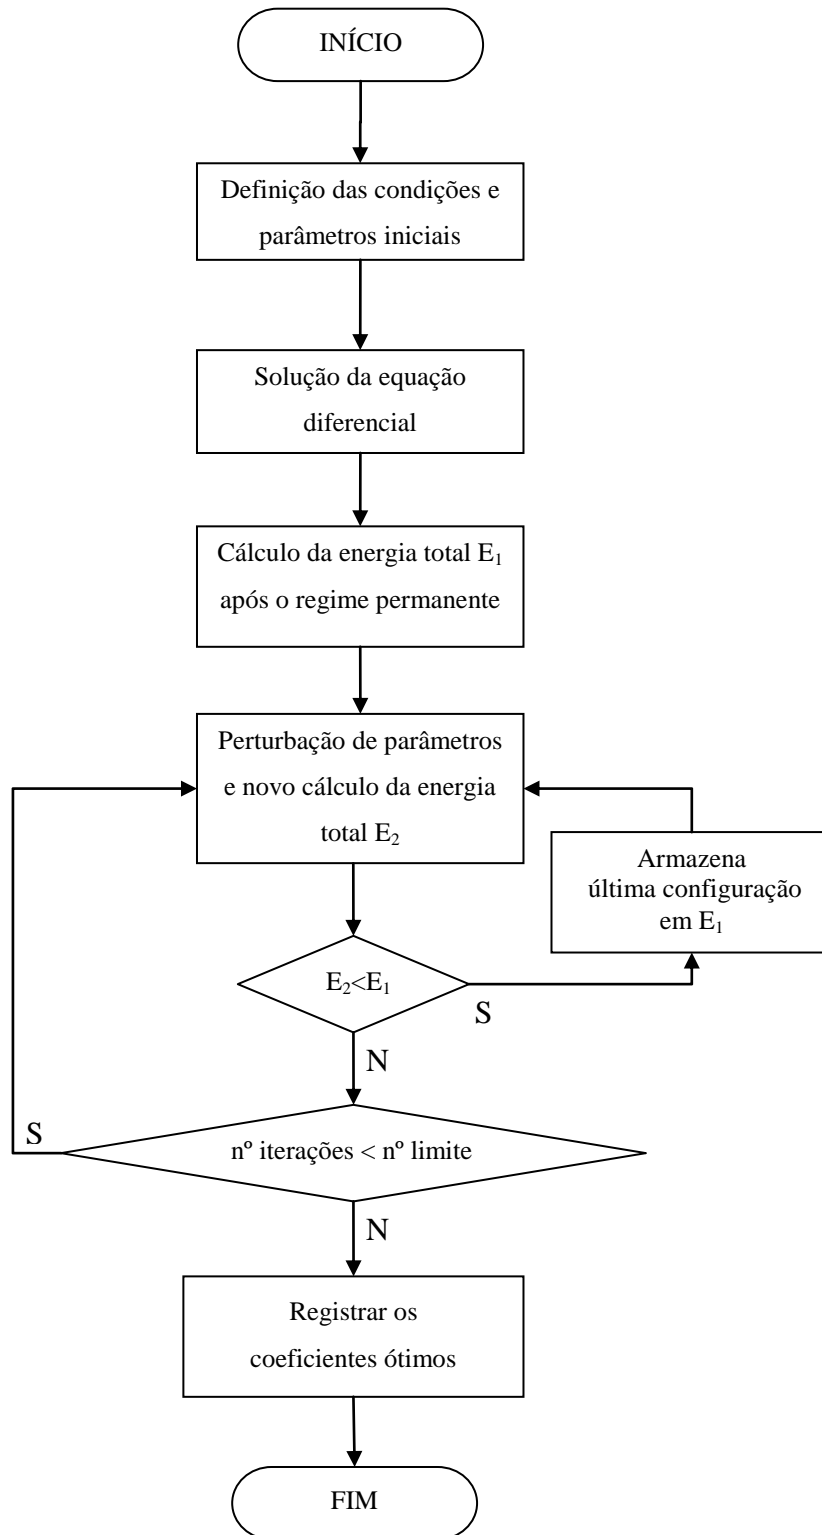 INÍCIO
Definição das condições e
parâmetros iniciais
Solução da equação
diferencial
Cálculo da energia total E₁
após o regime permanente
Perturbação de parâmetros
e novo cálculo da energia
total E₂
Armazena
última configuração
em E₁
E₂<E₁
S
N
S
nº iterações < nº limite
N
Registrar os
coeficientes ótimos
FIM